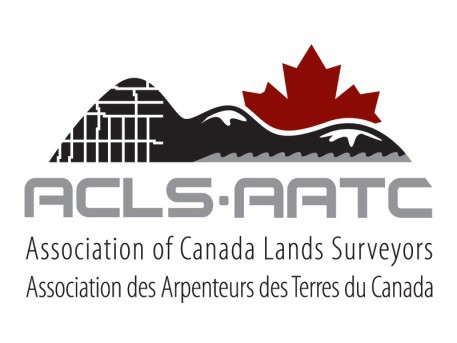 ACLS·AATC
Association of Canada Lands Surveyors
Association des Arpenteurs des Terres du Canada